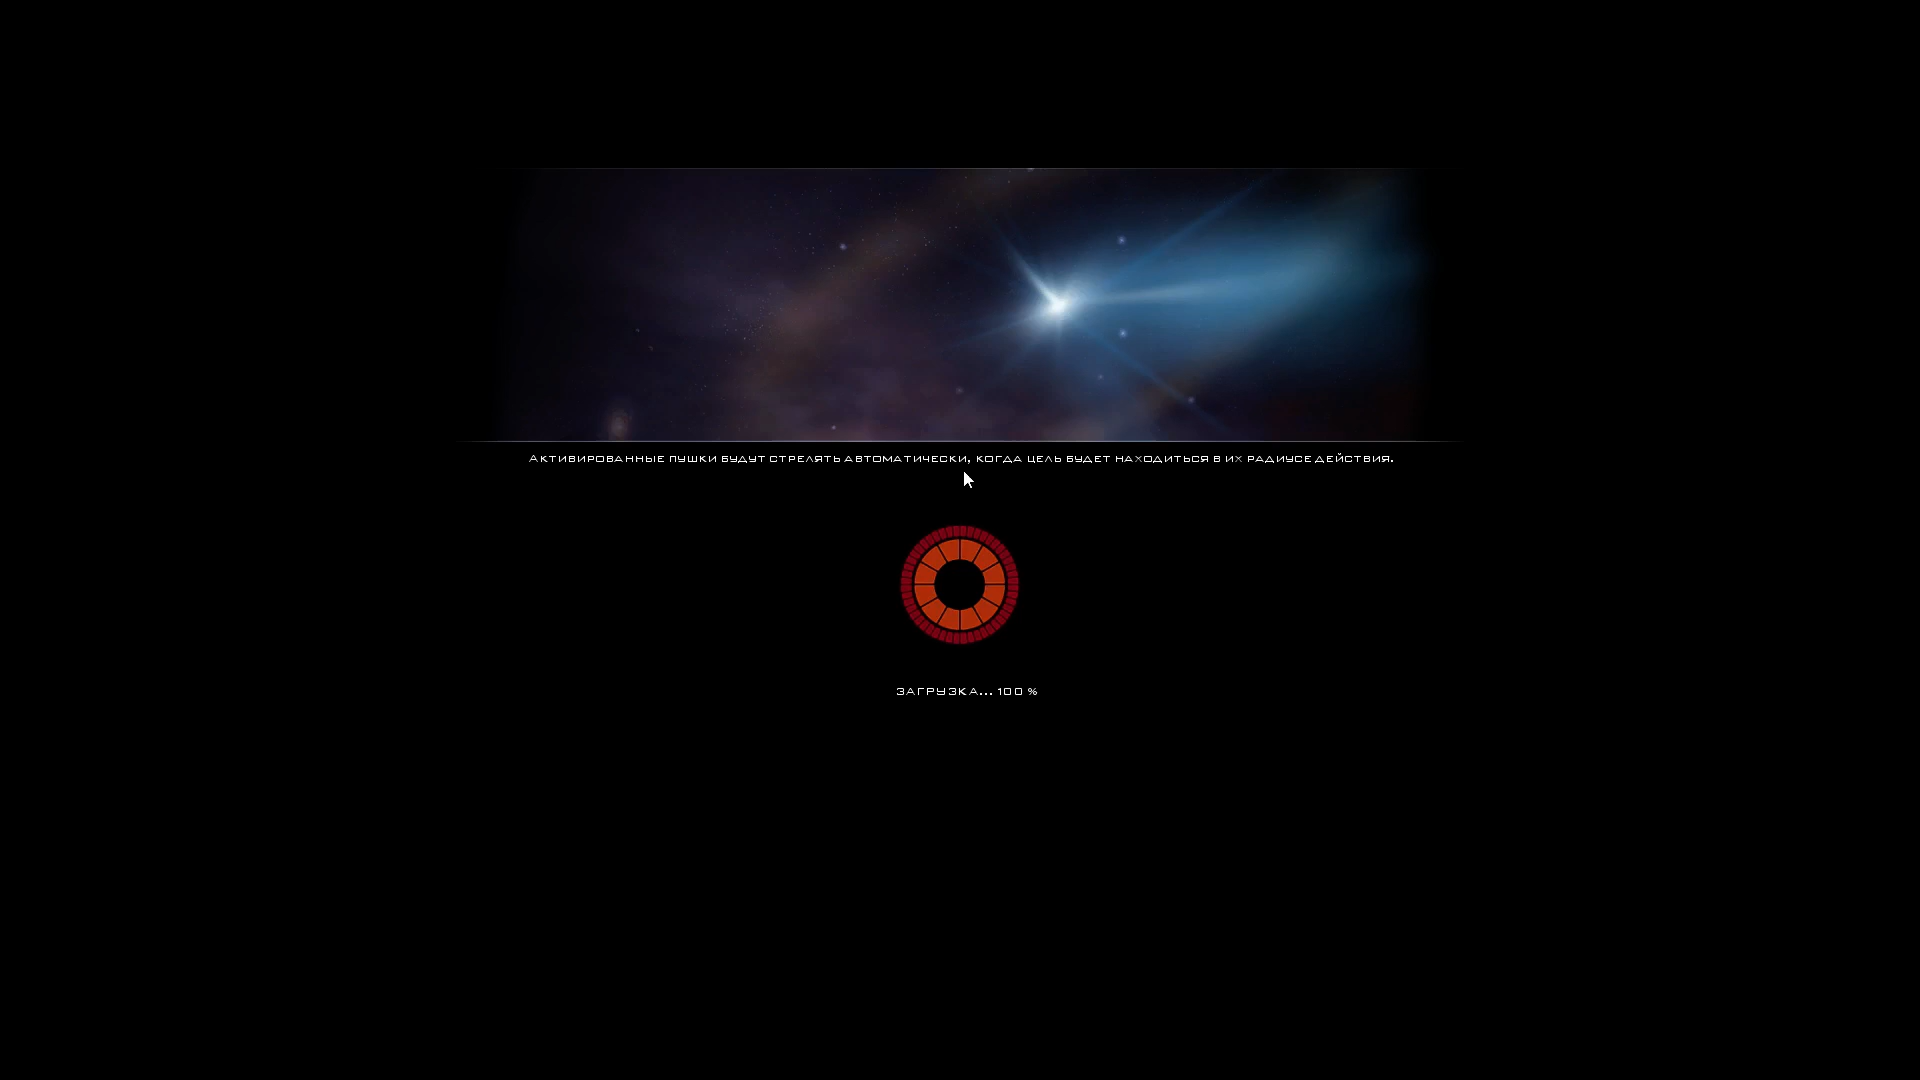 Активированные пушки будут стрелять автоматически, когда цель будет находиться в их радиусе действия.
ЗАГРУЗКА... 100 %